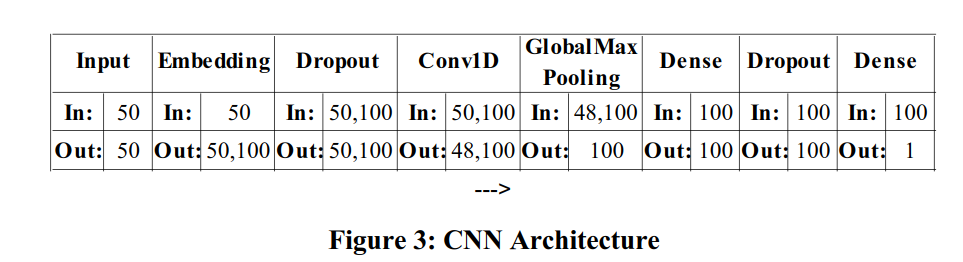 Input Embedding Dropout Conv1D GlobalMax Pooling Dense Dropout Dense
In: 50 In: 50 In: 50,100 In: 50,100 In: 48,100 In: 100 In: 100 In: 100
Out: 50 Out: 50,100 Out: 50,100 Out: 48,100 Out: 100 Out: 100 Out: 100 Out: 1
--->
Figure 3: CNN Architecture